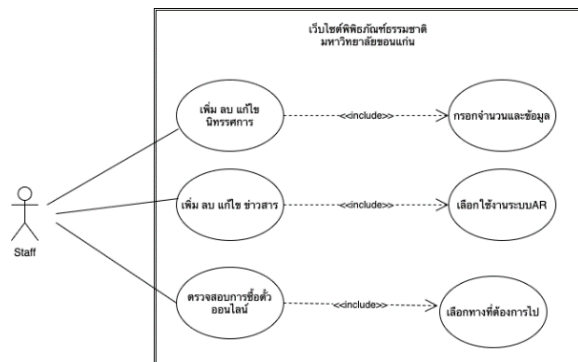 เว็บไซต์พิพิธภัณฑ์ธรรมชาติ
มหาวิทยาลัยขอนแก่น
เพิ่ม ลบ แก้ไข
นิทรรศการ
<<include>>
กรอกจำนวนและข้อมูล
เพิ่ม ลบ แก้ไข ข่าวสาร
<<include>>
เลือกใช้งานระบบAR
Staff
ตรวจสอบการซื้อตั๋ว
ออนไลน์
<<include>>
เลือกทางที่ต้องการไป